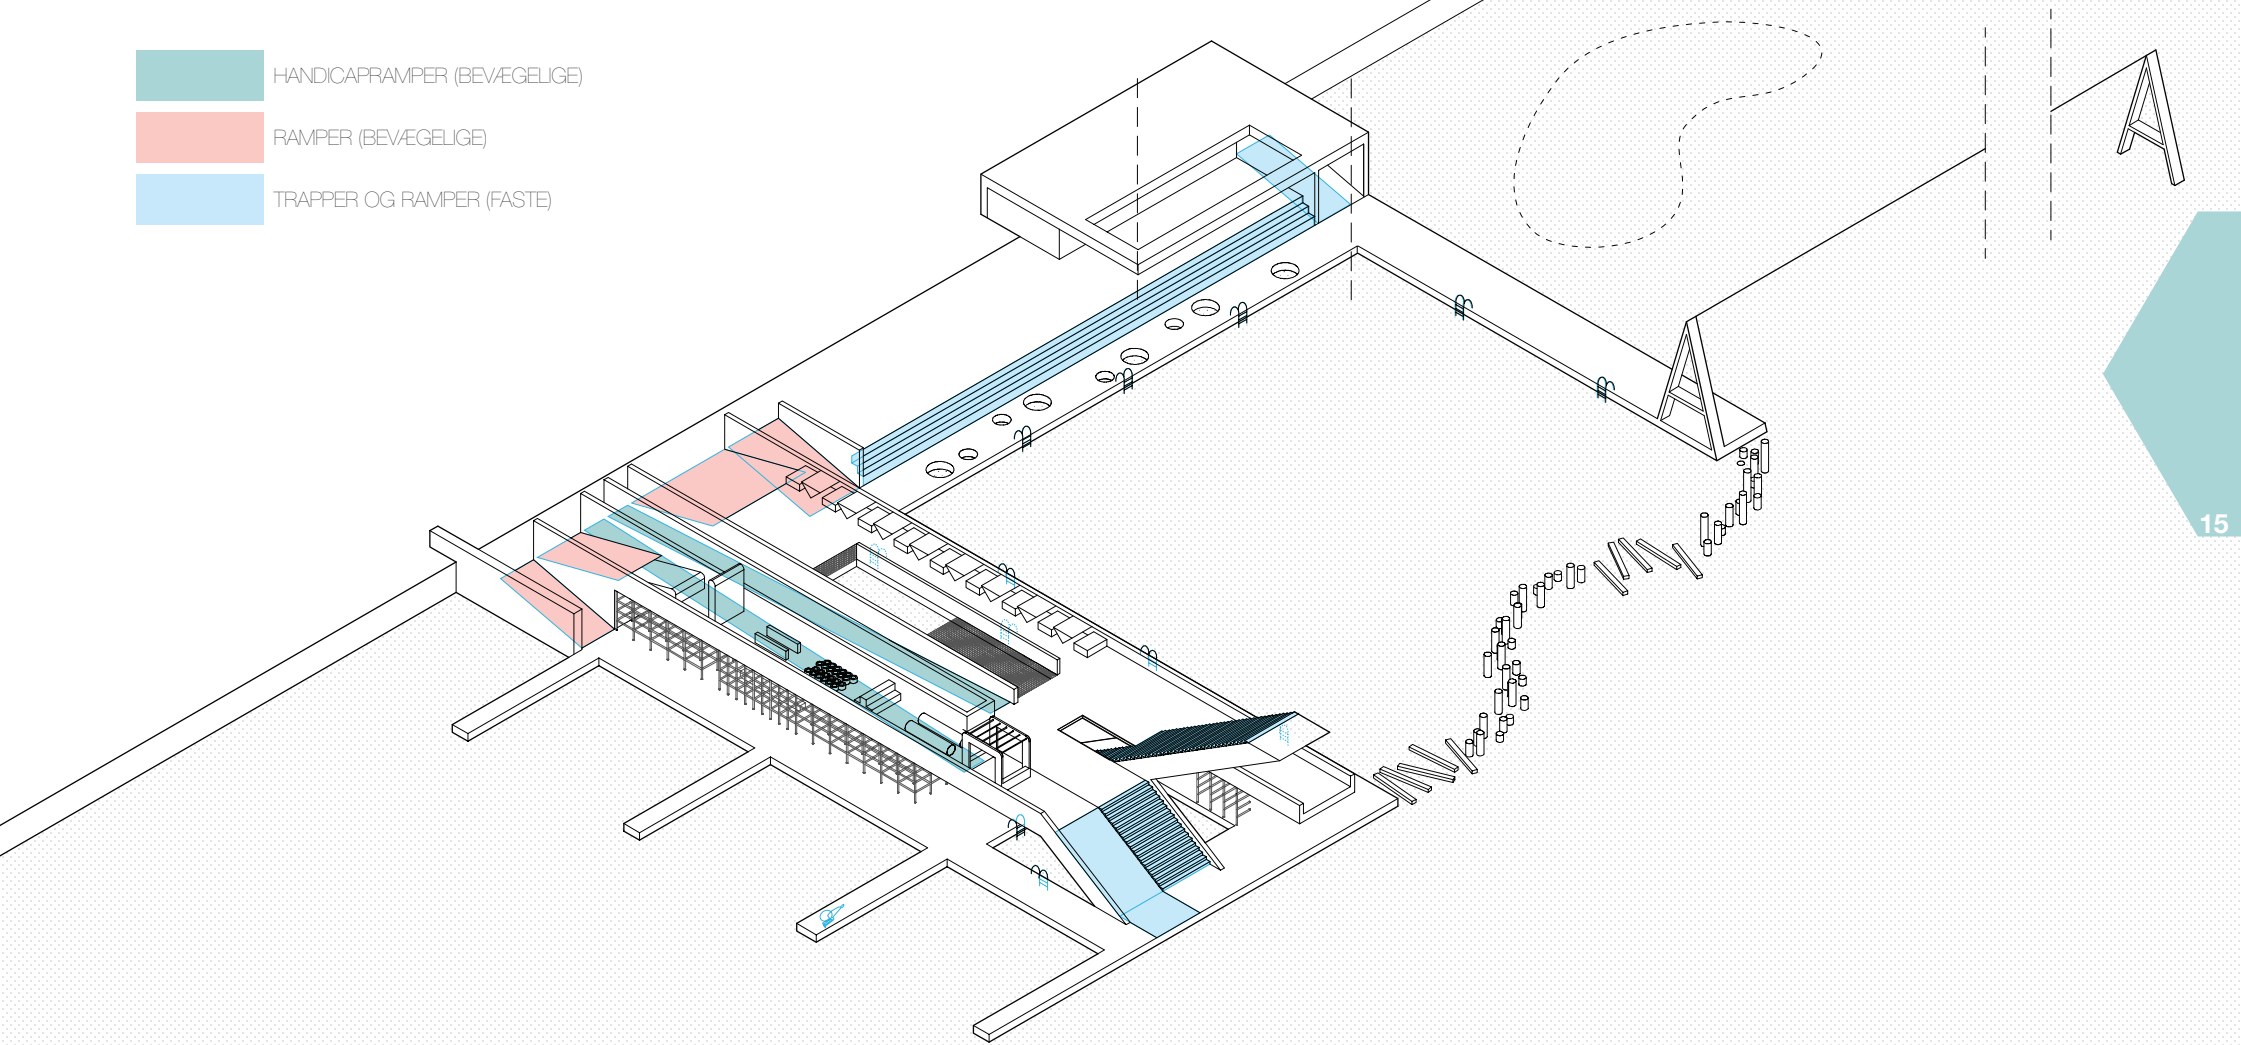 HANDICAPRAMPER (BEVÆGELIGE)
RAMPER (BEVÆGELIGE)
TRAPPER OG RAMPER (FASTE)
15